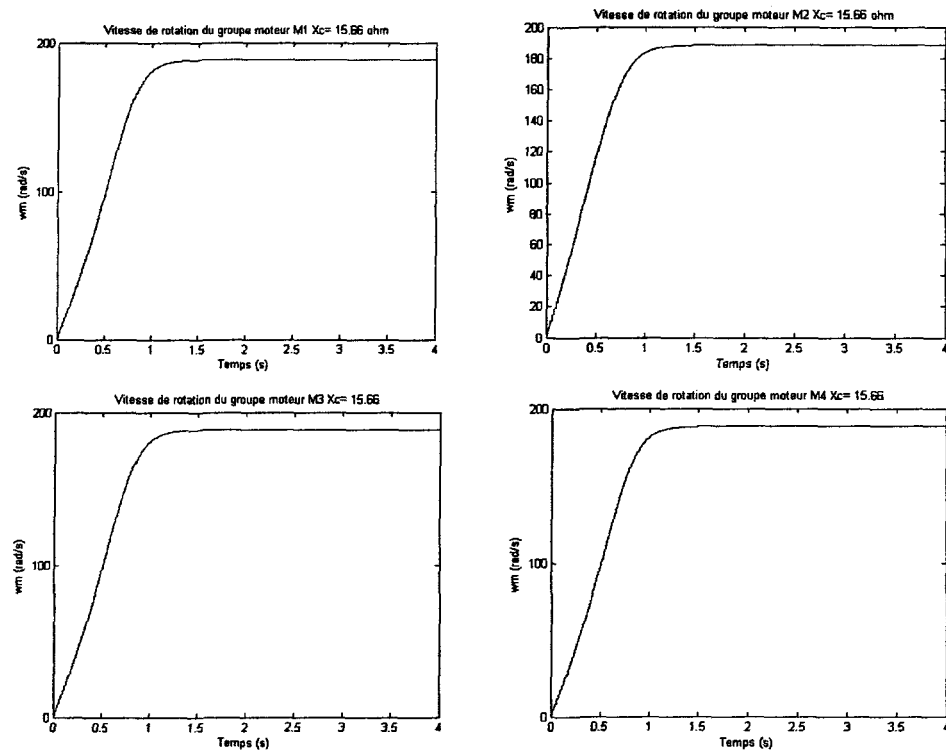 Vitesse de rotation du groupe moteur M1 Xc= 15.66 ohm
200
100
0
wm (rad/s)
0 0.5 1 1.5 2 2.5 3 3.5 4
Temps (s)
Vitesse de rotation du groupe moteur M2 Xc= 15.66 ohm
200
180
160
140
120
100
80
60
40
20
0
wm (rad/s)
0 0.5 1 1.5 2 2.5 3 3.5 4
Temps (s)
Vitesse de rotation du groupe moteur M3 Xc= 15.66
200
100
0
wm (rad/s)
0 0.5 1 1.5 2 2.5 3 3.5 4
Temps (s)
Vitesse de rotation du groupe moteur M4 Xc= 15.66
200
100
0
wm (rad/s)
0 0.5 1 1.5 2 2.5 3 3.5 4
Temps (s)